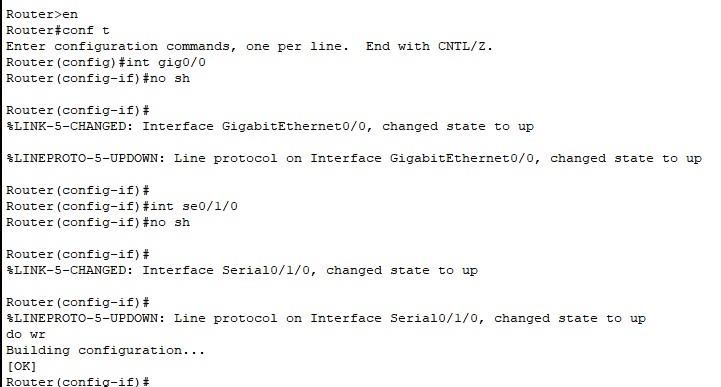 Router>en
Router#conf t
Enter configuration commands, one per line.  End with CNTL/Z.
Router(config)#int gig0/0
Router(config-if)#no sh
Router(config-if)#
%LINK-5-CHANGED: Interface GigabitEthernet0/0, changed state to up
%LINEPROTO-5-UPDOWN: Line protocol on Interface GigabitEthernet0/0, changed state to up
Router(config-if)#
Router(config-if)#int se0/1/0
Router(config-if)#no sh
Router(config-if)#
%LINK-5-CHANGED: Interface Serial0/1/0, changed state to up
Router(config-if)#
%LINEPROTO-5-UPDOWN: Line protocol on Interface Serial0/1/0, changed state to up
do wr
Building configuration...
[OK]
Router(config-if)#